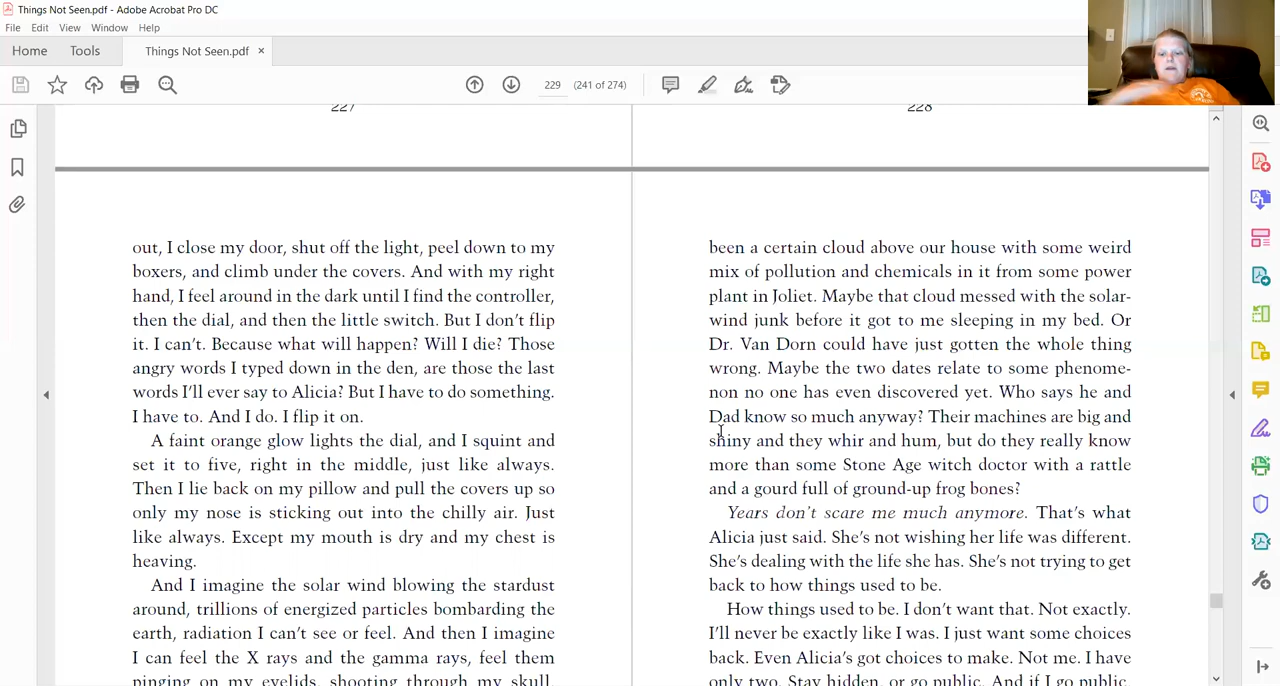 Things Not Seen.pdf - Adobe Acrobat Pro DC
File Edit View Window Help
Home Tools Things Not Seen.pdf ×
229 (241 of 274)
227
228
out, I close my door, shut off the light, peel down to my
boxers, and climb under the covers. And with my right
hand, I feel around in the dark until I find the controller,
then the dial, and then the little switch. But I don't flip
it. I can't. Because what will happen? Will I die? Those
angry words I typed down in the den, are those the last
words I'll ever say to Alicia? But I have to do something.
I have to. And I do. I flip it on.
A faint orange glow lights the dial, and I squint and
set it to five, right in the middle, just like always.
Then I lie back on my pillow and pull the covers up so
only my nose is sticking out into the chilly air. Just
like always. Except my mouth is dry and my chest is
heaving.
And I imagine the solar wind blowing the stardust
around, trillions of energized particles bombarding the
earth, radiation I can't see or feel. And then I imagine
I can feel the X rays and the gamma rays, feel them
pinging on my eyelids, shooting through my skull,
been a certain cloud above our house with some weird
mix of pollution and chemicals in it from some power
plant in Joliet. Maybe that cloud messed with the solar-
wind junk before it got to me sleeping in my bed. Or
Dr. Van Dorn could have just gotten the whole thing
wrong. Maybe the two dates relate to some phenome-
non no one has even discovered yet. Who says he and
Dad know so much anyway? Their machines are big and
shiny and they whir and hum, but do they really know
more than some Stone Age witch doctor with a rattle
and a gourd full of ground-up frog bones?
Years don't scare me much anymore. That's what
Alicia just said. She's not wishing her life was different.
She's dealing with the life she has. She's not trying to get
back to how things used to be.
How things used to be. I don't want that. Not exactly.
I'll never be exactly like I was. I just want some choices
back. Even Alicia's got choices to make. Not me. I have
only two. Stay hidden, or go public. And if I go public,